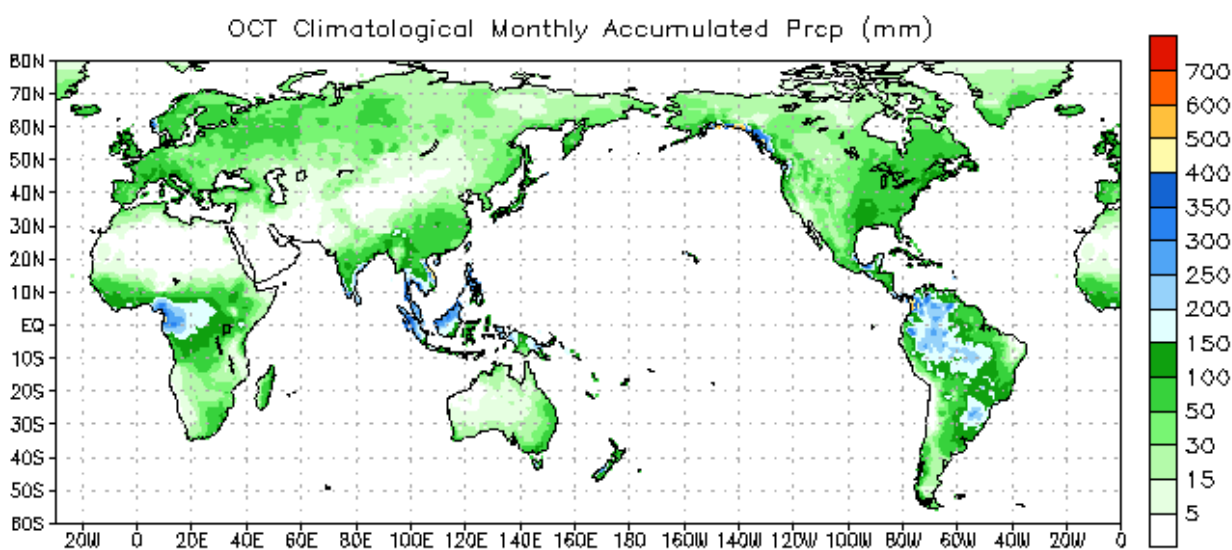 OCT Climatological Monthly Accumulated Prcp (mm)
80N
70N
60N
50N
40N
30N
20N
10N
EQ
10S
20S
30S
40S
50S
60S
20W 0 20E 40E 60E 80E 100E 120E 140E 160E 180 160W 140W 120W 100W 80W 60W 40W 20W 0
700
600
500
400
350
300
250
200
150
100
50
30
15
5